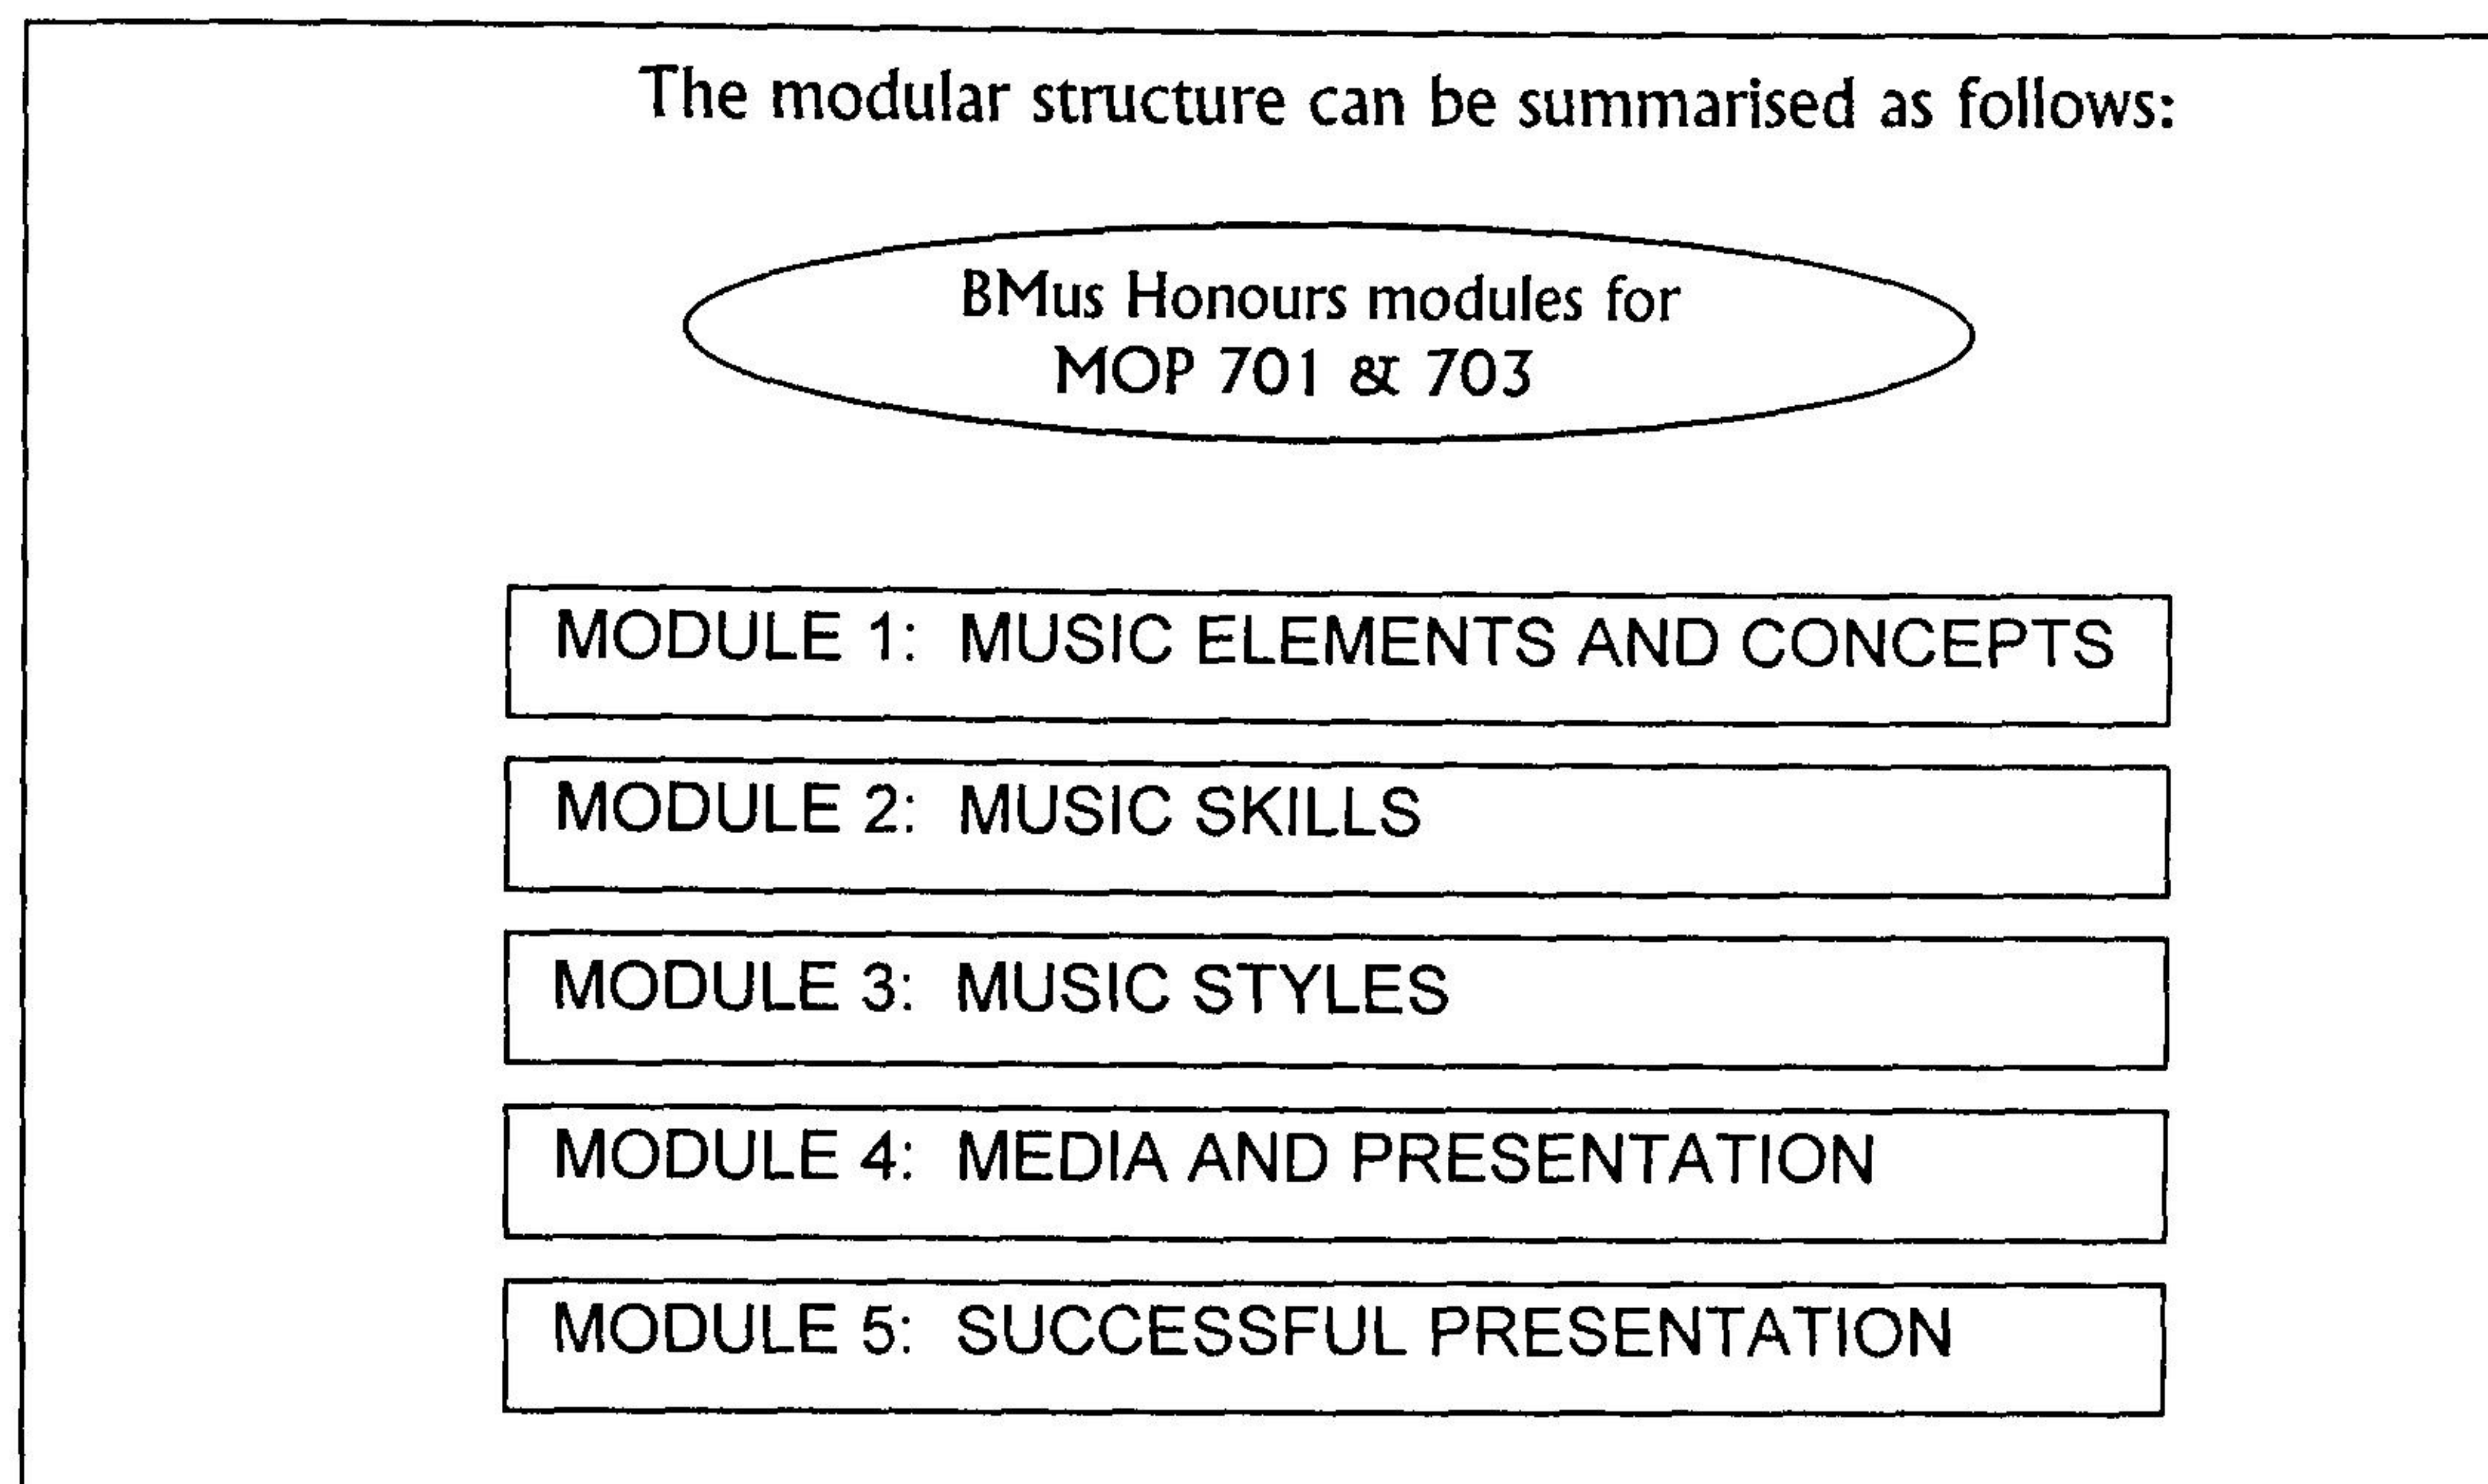 The modular structure can be summarised as follows:
BMus Honours modules for
MOP 701 & 703
MODULE 1: MUSIC ELEMENTS AND CONCEPTS
MODULE 2: MUSIC SKILLS
MODULE 3: MUSIC STYLES
MODULE 4: MEDIA AND PRESENTATION
MODULE 5: SUCCESSFUL PRESENTATION